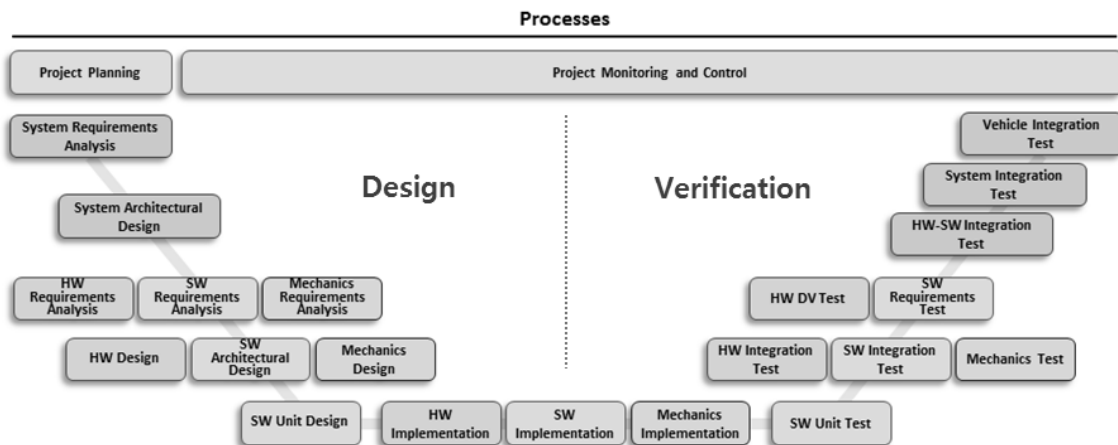 Processes
Project Planning
Project Monitoring and Control
System Requirements
Analysis
Vehicle Integration
Test
Design
Verification
System Integration
Test
System Architectural
Design
HW-SW Integration
Test
HW
Requirements
Analysis
SW
Requirements
Analysis
Mechanics
Requirements
Analysis
HW DV Test
SW
Requirements
Test
HW Design
SW
Architectural
Design
Mechanics
Design
HW Integration
Test
SW Integration
Test
Mechanics Test
SW Unit Design
HW
Implementation
SW
Implementation
Mechanics
Implementation
SW Unit Test